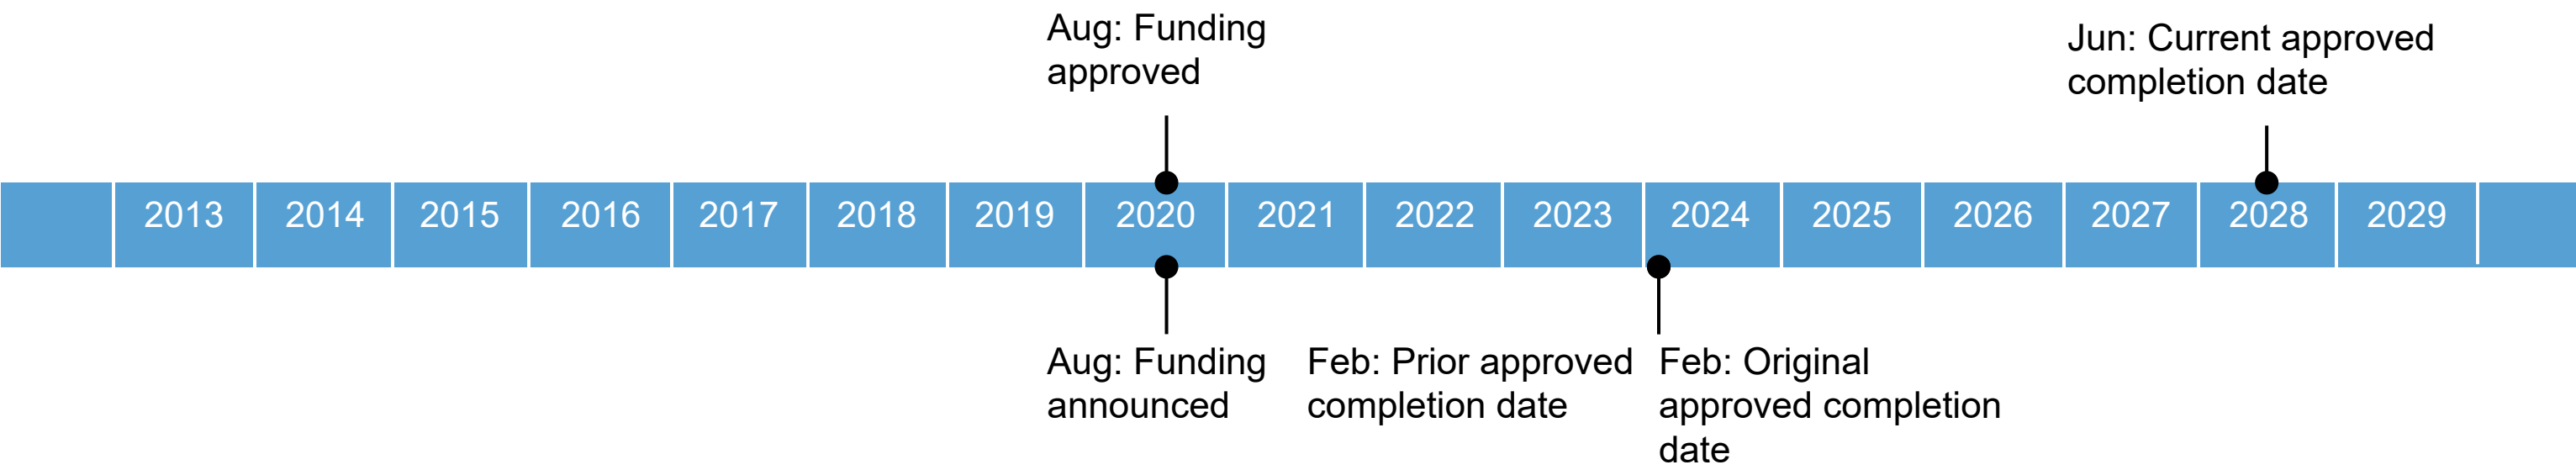 Aug: Funding
approved
Jun: Current approved
completion date
2013 2014 2015 2016 2017 2018 2019 2020 2021 2022 2023 2024 2025 2026 2027 2028 2029
Aug: Funding
announced
Feb: Prior approved
completion date
Feb: Original
approved completion
date